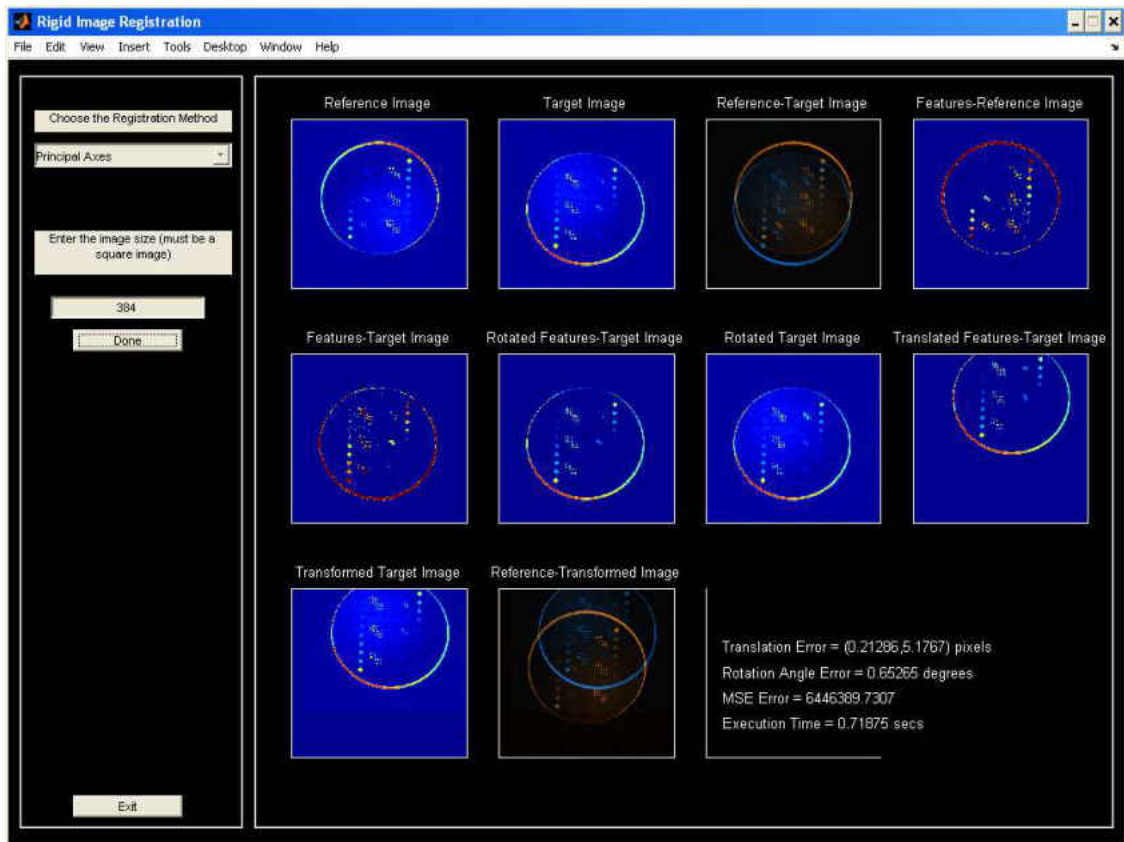 Rigid Image Registration
File Edit View Insert Tools Desktop Window Help
Choose the Registration Method
Principal Axes
Enter the image size (must be a
square image)
384
Done
Exit
Reference Image
Target Image
Reference-Target Image
Features-Reference Image
Features-Target Image
Rotated Features-Target Image
Rotated Target Image
Translated Features-Target Image
Transformed Target Image
Reference-Transformed Image
Translation Error = (0.21286,5.1767) pixels
Rotation Angle Error = 0.65265 degrees
MSE Error = 6446389.7307
Execution Time = 0.71875 secs